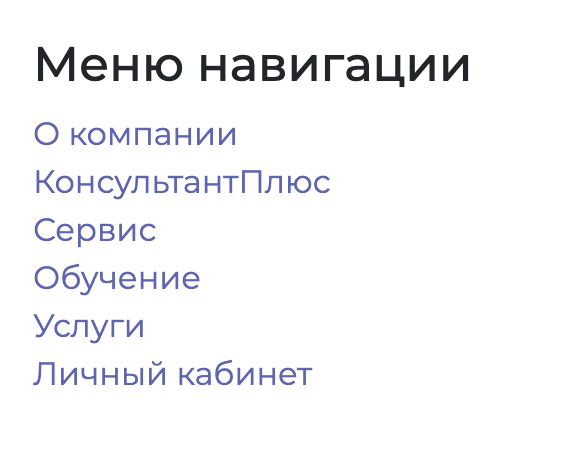 Меню навигации
О компании
КонсультантПлюс
Сервис
Обучение
Услуги
Личный кабинет